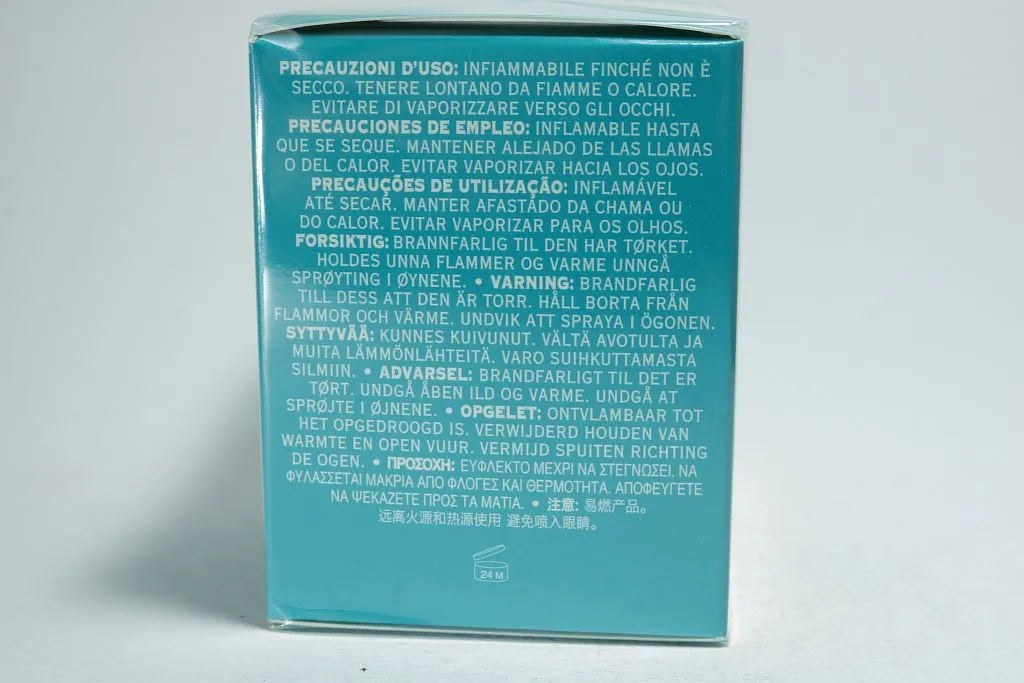 PRECAUZIONI D'USO: INFIAMMABILE FINCHÉ NON È
SECCO. TENERE LONTANO DA FIAMME O CALORE.
EVITARE DI VAPORIZZARE VERSO GLI OCCHI.
PRECAUCIONES DE EMPLEO: INFLAMABLE HASTA
QUE SE SEQUE. MANTENER ALEJADO DE LAS LLAMAS
O DEL CALOR. EVITAR VAPORIZAR HACIA LOS OJOS.
PRECAUÇÕES DE UTILIZAÇÃO: INFLAMÁVEL
ATÉ SECAR. MANTER AFASTADO DA CHAMA OU
DO CALOR. EVITAR VAPORIZAR PARA OS OLHOS.
FORSIKTIG: BRANNFARLIG TIL DEN HAR TØRKET.
HOLDES UNNA FLAMMER OG VARME UNNGÅ
SPRØYTING I ØYNENE. • VARNING: BRANDFARLIG
TILL DESS ATT DEN ÄR TORR. HÅLL BORTA FRÅN
FLAMMOR OCH VÄRME. UNDVIK ATT SPRAYA I ÖGONEN.
SYTTYVÄÄ: KUNNES KUIVUNUT. VÄLTÄ AVOTULTA JA
MUITA LÄMMÖNLÄHTEITÄ. VARO SUIHKUTTAMASTA
SILMIIN. • ADVARSEL: BRANDFARLIGT TIL DET ER
TØRT. UNDGÅ ÅBEN ILD OG VARME. UNDGÅ AT
SPRØJTE I ØJNENE. • OPGELET: ONTVLAMBAAR TOT
HET OPGEDROOGD IS. VERWIJDERD HOUDEN VAN
WARMTE EN OPEN VUUR. VERMIJD SPUITEN RICHTING
DE OGEN. • ΠΡΟΣΟΧΗ: ΕΥΦΛΕΚΤΟ ΜΕΧΡΙ ΝΑ ΣΤΕΓΝΩΣΕΙ. ΝΑ
ΦΥΛΑΣΣΕΤΑΙ ΜΑΚΡΙΑ ΑΠΟ ΦΛΟΓΕΣ ΚΑΙ ΘΕΡΜΟΤΗΤΑ. ΑΠΟΦΕΥΓΕΤΕ
ΝΑ ΨΕΚΑΖΕΤΕ ΠΡΟΣ ΤΑ ΜΑΤΙΑ. • 注意: 易燃产品。
远离火源和热源使用 避免喷入眼睛。
24 M